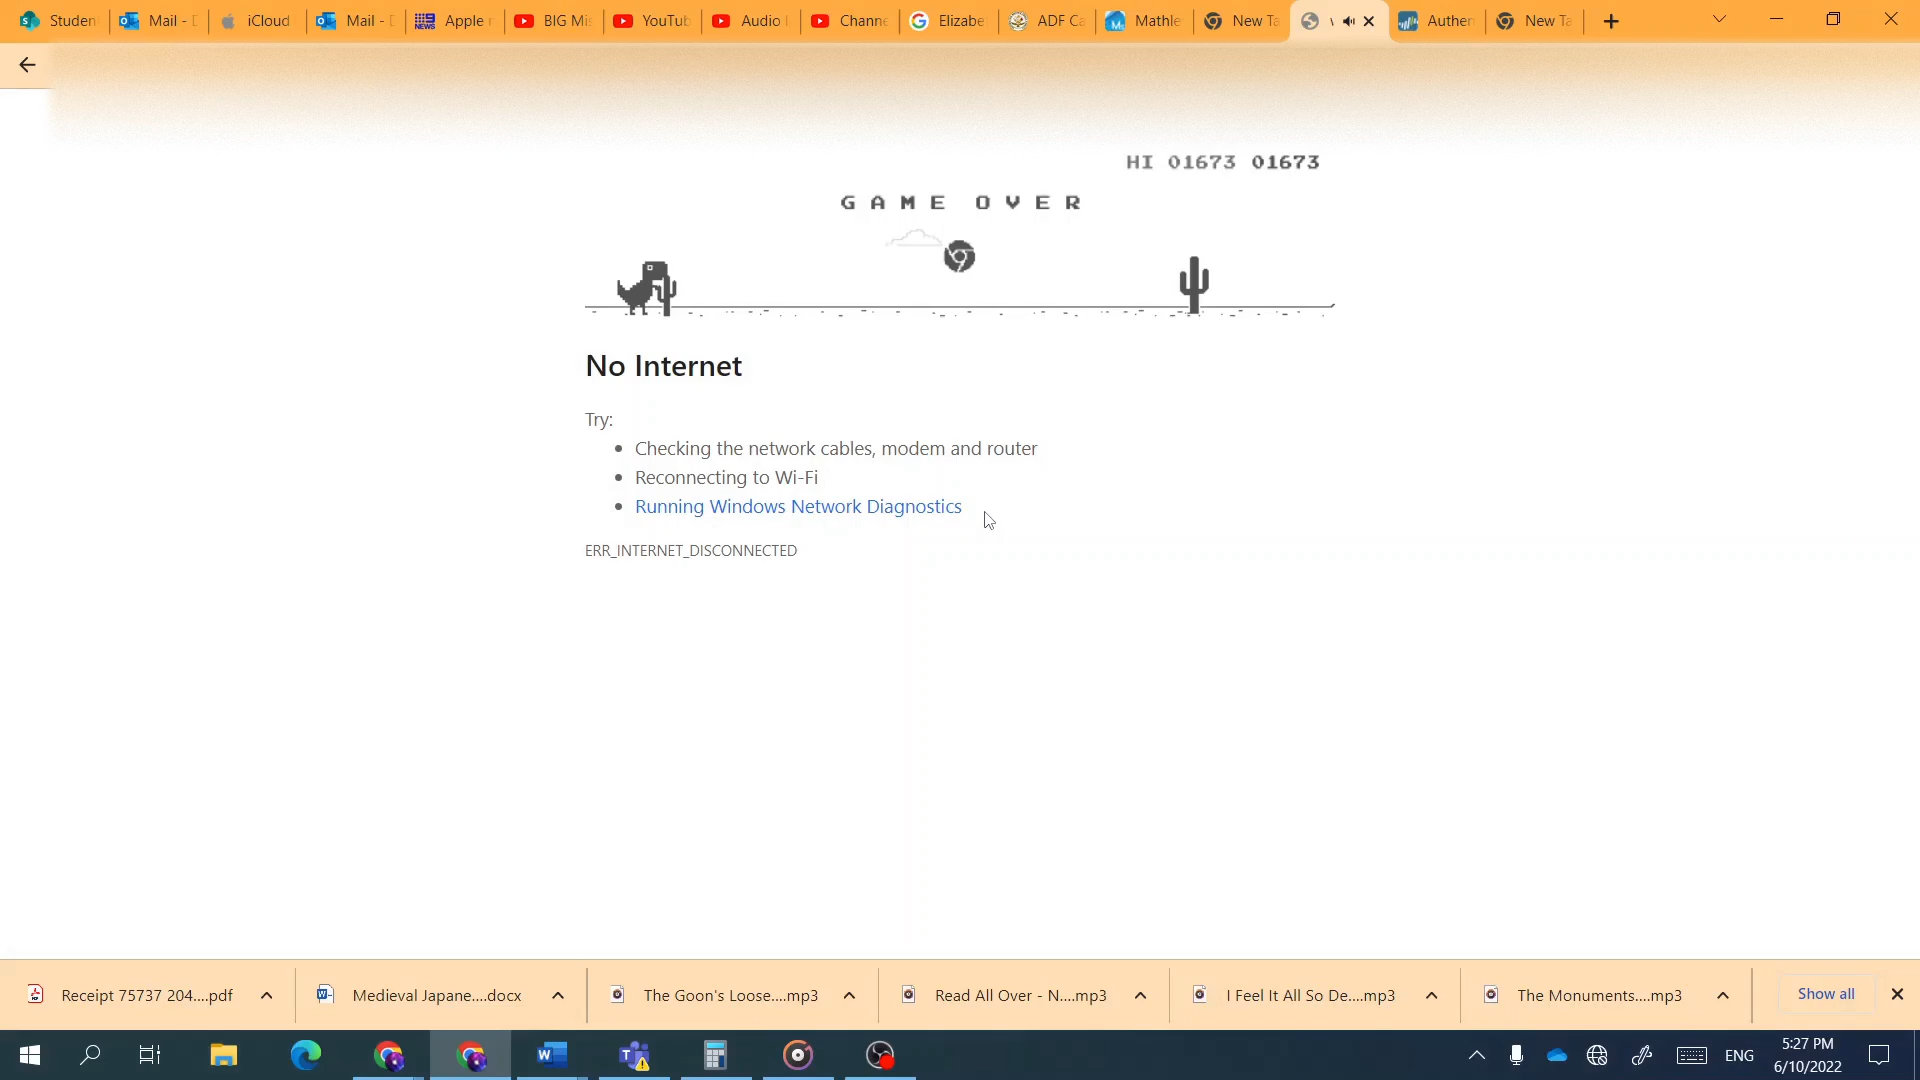 Studen
Mail - D
iCloud
Mail - D
Apple r
BIG Mis
YouTub
Audio l
Channe
Elizabe
ADF Ca
Mathle
New Ta
Authen
New Ta
HI 01673 01673
GAME OVER
No Internet
Try:
Checking the network cables, modem and router
Reconnecting to Wi-Fi
Running Windows Network Diagnostics
ERR_INTERNET_DISCONNECTED
Receipt 75737 204....pdf
Medieval Japane....docx
The Goon's Loose....mp3
Read All Over - N....mp3
I Feel It All So De....mp3
The Monuments....mp3
Show all
ENG
5:27 PM
6/10/2022